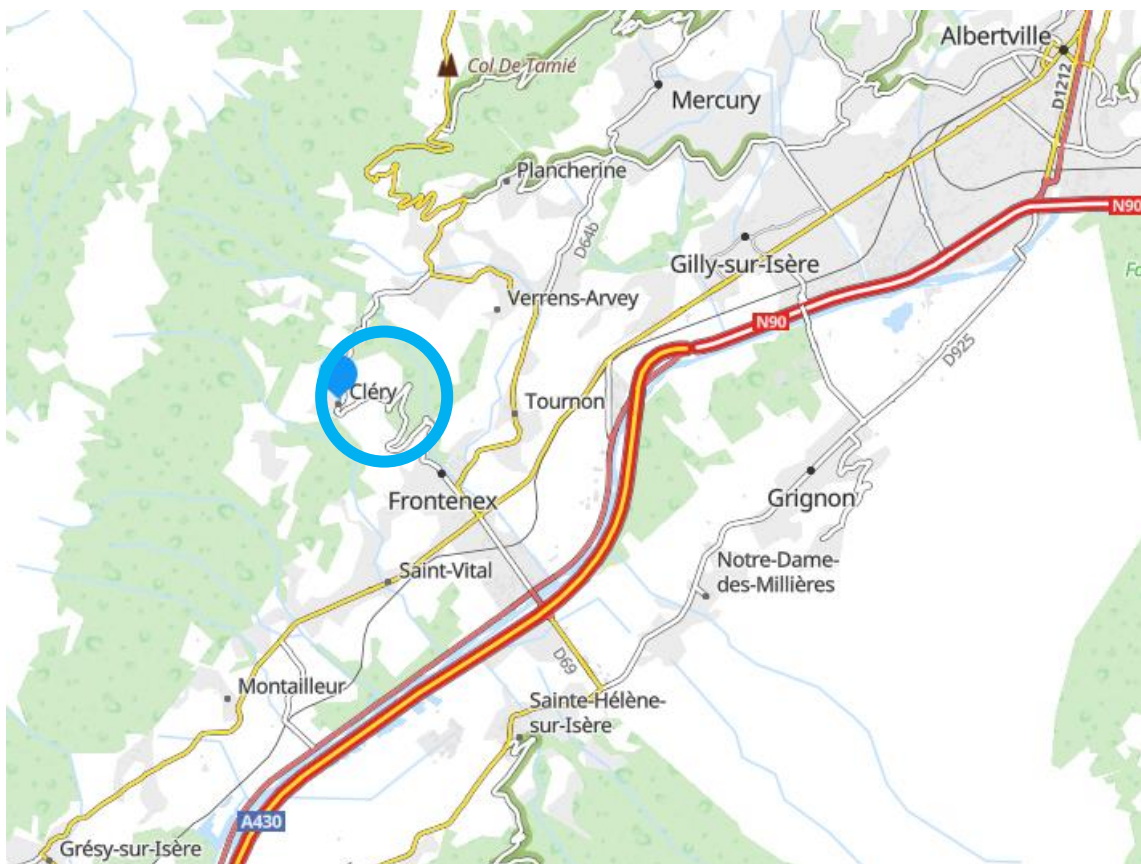 Albertville
Col De Tamié
D1212
Mercury
Plancherine
N90
D64b
Gilly-sur-Isère
Verrens-Arvey
N90
D925
Cléry
Tournon
Frontenex
Grignon
Saint-Vital
Notre-Dame-
des-Millières
D69
Montailleur
Sainte-Hélène-
sur-Isère
A430
Grésy-sur-Isère